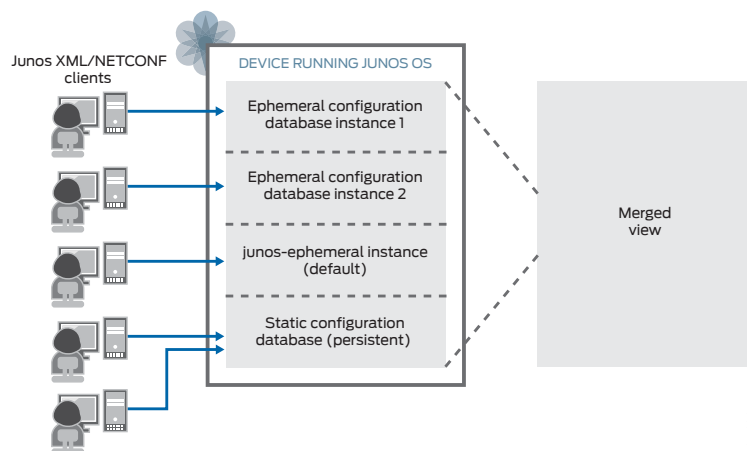 Junos XML/NETCONF
clients
DEVICE RUNNING JUNOS OS
Ephemeral configuration
database instance 1
Ephemeral configuration
database instance 2
junos-ephemeral instance
(default)
Static configuration
database (persistent)
Merged
view